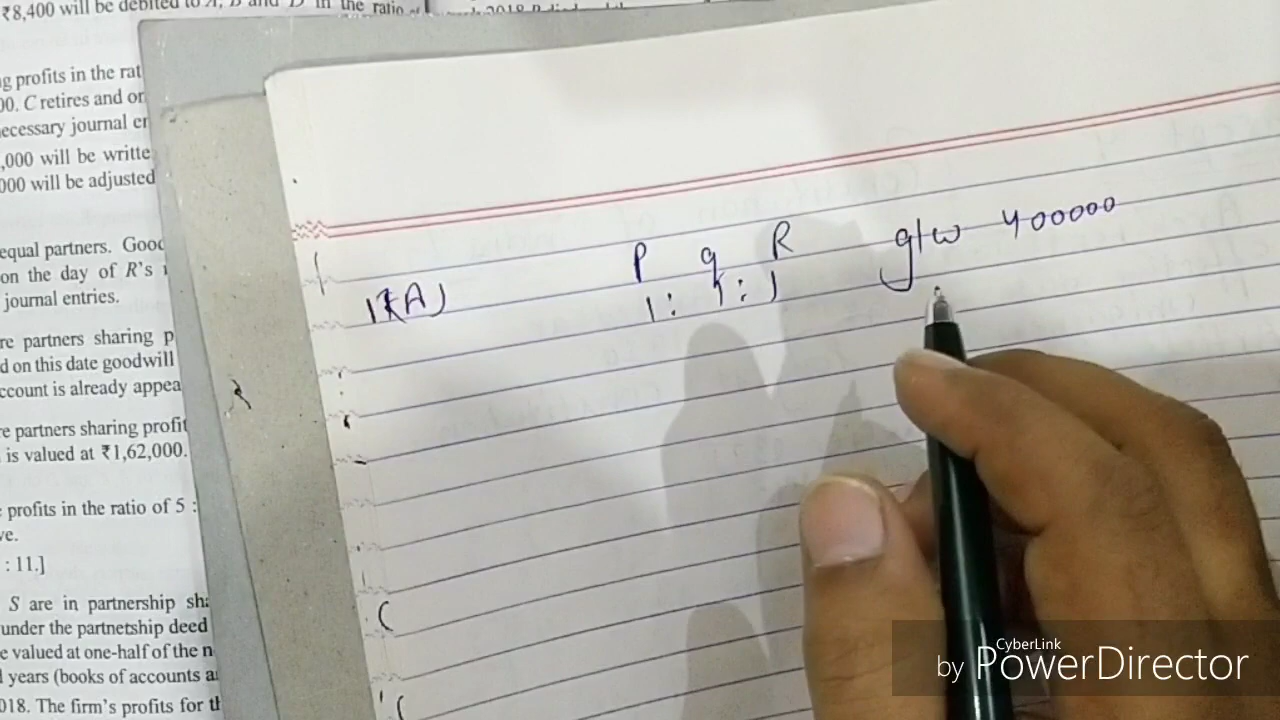 ₹8,400 will be debited to A, B and D in the ratio
g profits in the rat
00. C retires and on
ecessary journal en
,000 will be writte
000 will be adjusted
equal partners. Good
on the day of R's
journal entries.
re partners sharing p
d on this date goodwill
ccount is already appea
re partners sharing profit
is valued at ₹1,62,000.
profits in the ratio of 5 :
ve.
: 11.]
S are in partnership sha
under the partnership deed
e valued at one-half of the n
l years (books of accounts a
018. The firm's profits for th
P q R g/w 400000
17(A) 1 : 1 : 1
CyberLink
by PowerDirector